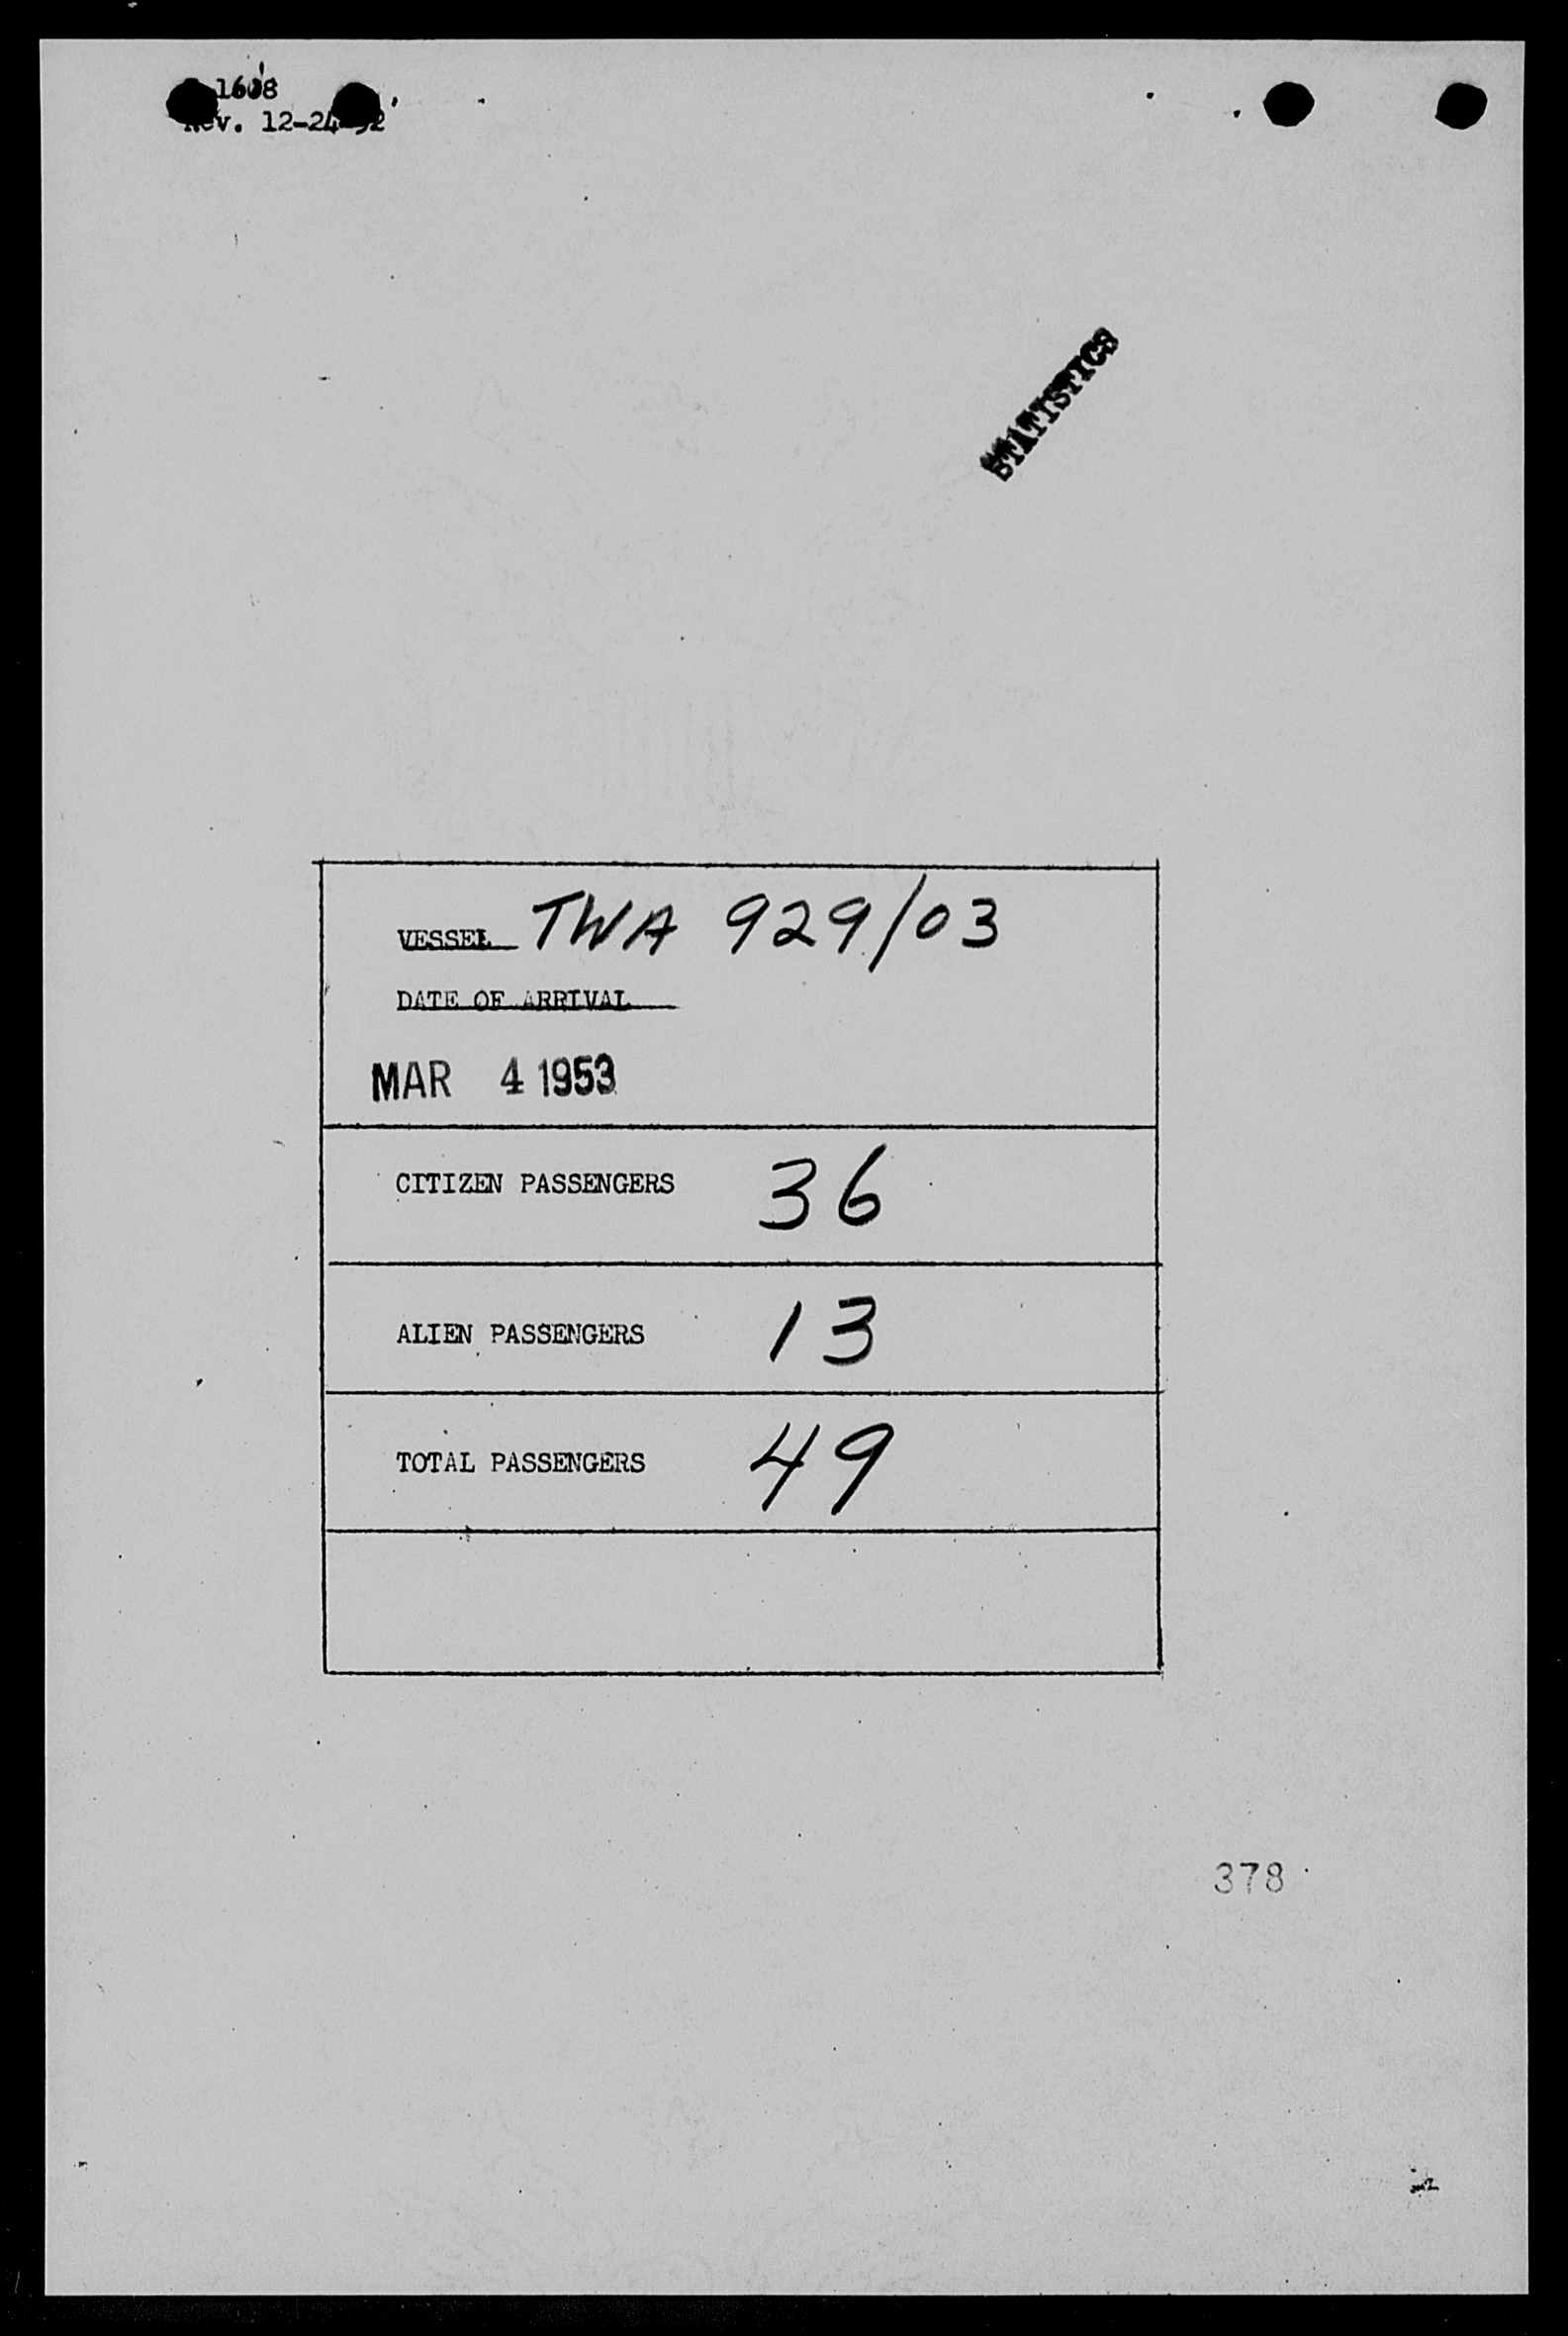 1608
Rev. 12-24-52
STATISTICS
VESSEL TWA 929/03
DATE OF ARRIVAL
MAR 4 1953
CITIZEN PASSENGERS 36
ALIEN PASSENGERS 13
TOTAL PASSENGERS 49
378